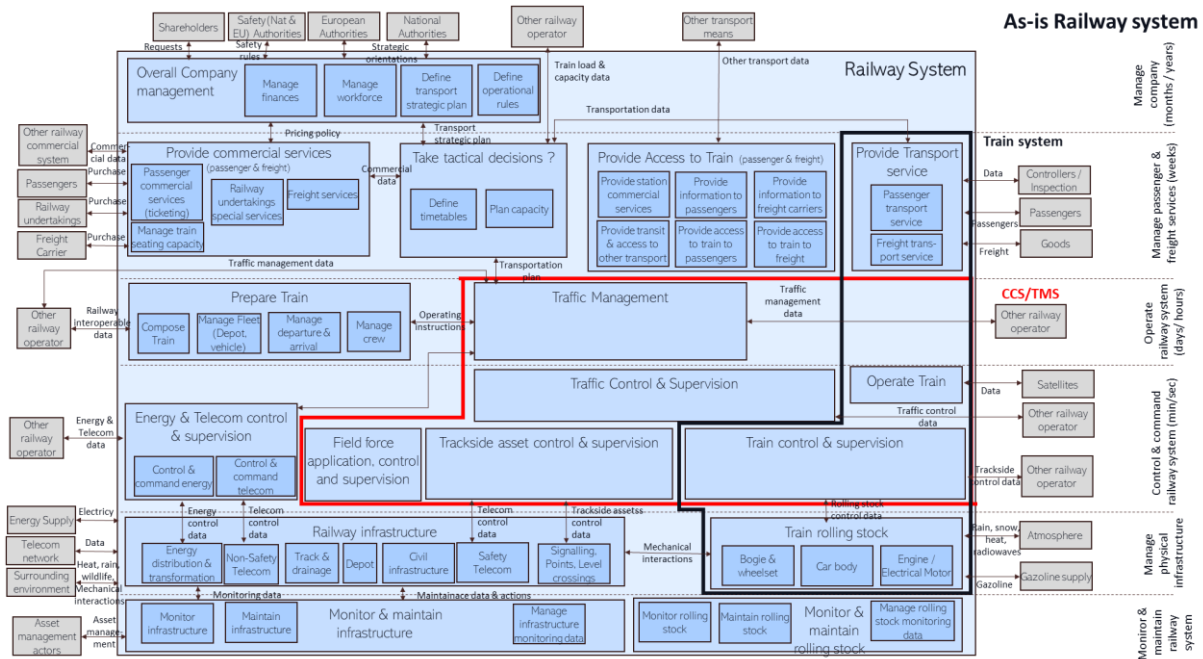 As-is Railway system
Shareholders
Safety (Nat &
EU) Authorities
European
Authorities
National
Authorities
Other railway
operator
Other transport
means
Requests
Safety
rules
Strategic
orientations
Train load &
capacity data
Other transport data
Railway System
Manage
company
(months / years)
Overall Company
management
Manage
finances
Manage
workforce
Define
transport
strategic plan
Define
operational
rules
Transportation data
Pricing policy
Transport
strategic plan
Train system
Other railway
commercial
system
Commer-
cial data
Passengers
Purchase
Railway
undertakings
Purchase
Freight
Carrier
Purchase
Provide commercial services
(passenger & freight)
Passenger
commercial
services
(ticketing)
Railway
undertakings
special services
Freight services
Manage train
seating capacity
Commercial
data
Take tactical decisions ?
Define
timetables
Plan capacity
Provide Access to Train (passenger & freight)
Provide station
commercial
services
Provide
information to
passengers
Provide
information to
freight carriers
Provide transit
& access to
other transport
Provide access
to train to
passengers
Provide access
to train to
freight
Provide Transport
service
Passenger
transport
service
Freight trans-
port service
Data
Controllers /
Inspection
Passengers
Passengers
Freight
Goods
Manage passenger &
freight services (weeks)
Traffic management data
Transportation
plan
Other
railway
operator
Railway
interoperable
data
Prepare Train
Compose
Train
Manage Fleet
(Depot,
vehicle)
Manage
departure &
arrival
Manage
crew
Operating
instructions
Traffic Management
Traffic
management
data
CCS/TMS
Other railway
operator
Operate
railway system
(days/ hours)
Traffic Control & Supervision
Operate Train
Data
Satellites
Traffic control
data
Other railway
operator
Other
railway
operator
Energy &
Telecom
data
Energy & Telecom control
& supervision
Control &
command energy
Control &
command
telecom
Field force
application, control
and supervision
Trackside asset control & supervision
Train control & supervision
Trackside
control data
Other railway
operator
Control & command
railway system (min/sec)
Energy
control
data
Telecom
control
data
Telecom
control
data
Trackside assetss
control
data
Rolling stock
control data
Energy Supply
Electricy
Telecom
network
Data
Surrounding
environment
Heat, rain,
wildlife,
Mechanical
interactions
Railway infrastructure
Energy
distribution &
transformation
Non-Safety
Telecom
Track &
drainage
Depot
Civil
infrastructure
Safety
Telecom
Signalling,
Points, Level
crossings
Mechanical
interactions
Train rolling stock
Bogie &
wheelset
Car body
Engine /
Electrical Motor
Rain, snow,
heat,
radiowaves
Atmosphere
Gazoline
Gazoline supply
Manage
physical
infrastructure
Monitoring data
Maintainace data & actions
Asset
management
actors
Asset
manage-
ment
Monitor
infrastructure
Maintain
infrastructure
Monitor & maintain
infrastructure
Manage
infrastructure
monitoring data
Monitor rolling
stock
Maintain rolling
stock
Monitor &
maintain
rolling stock
Manage rolling
stock monitoring
data
Moninor &
maintain railway
system